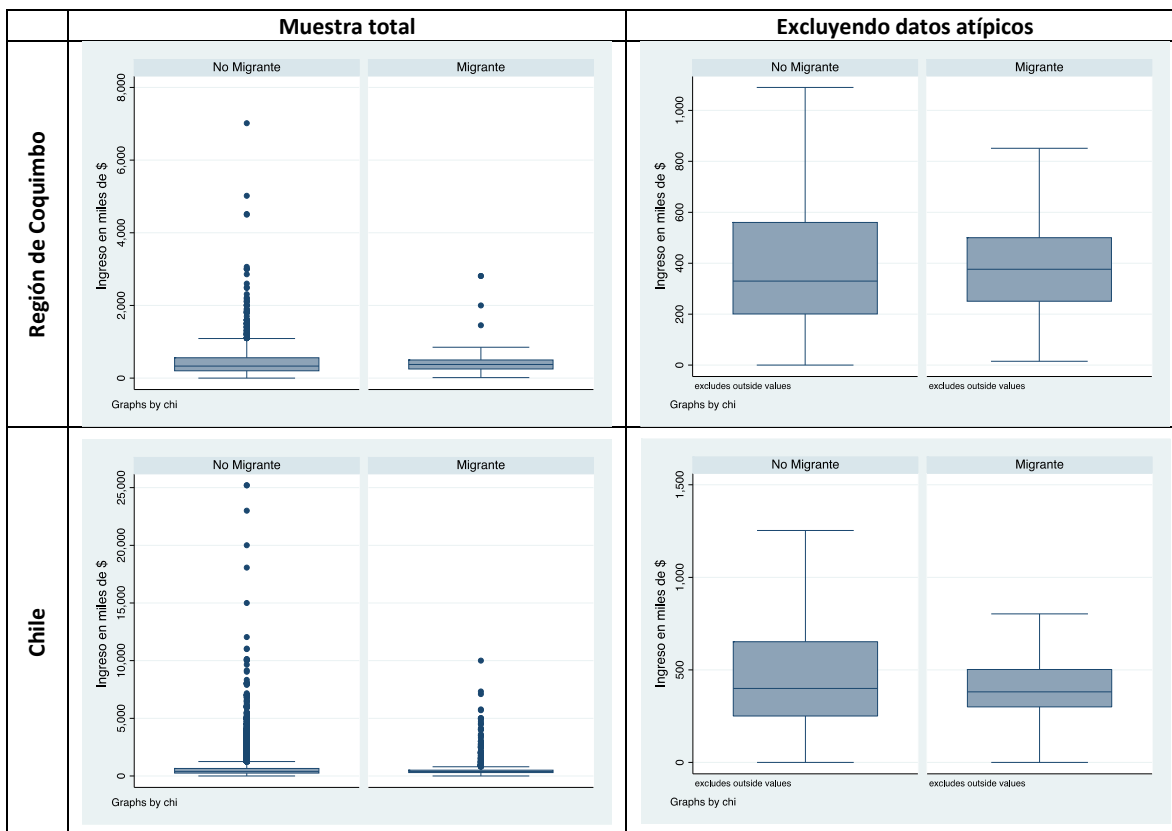 Muestra total
Excluyendo datos atípicos
Región de Coquimbo
No Migrante
Migrante
Ingreso en miles de $
8,000
6,000
4,000
2,000
0
Graphs by chi
No Migrante
Migrante
Ingreso en miles de $
1,000
800
600
400
200
0
excludes outside values
excludes outside values
Graphs by chi
Chile
No Migrante
Migrante
Ingreso en miles de $
25,000
20,000
15,000
10,000
5,000
0
Graphs by chi
No Migrante
Migrante
Ingreso en miles de $
1,500
1,000
500
0
excludes outside values
excludes outside values
Graphs by chi